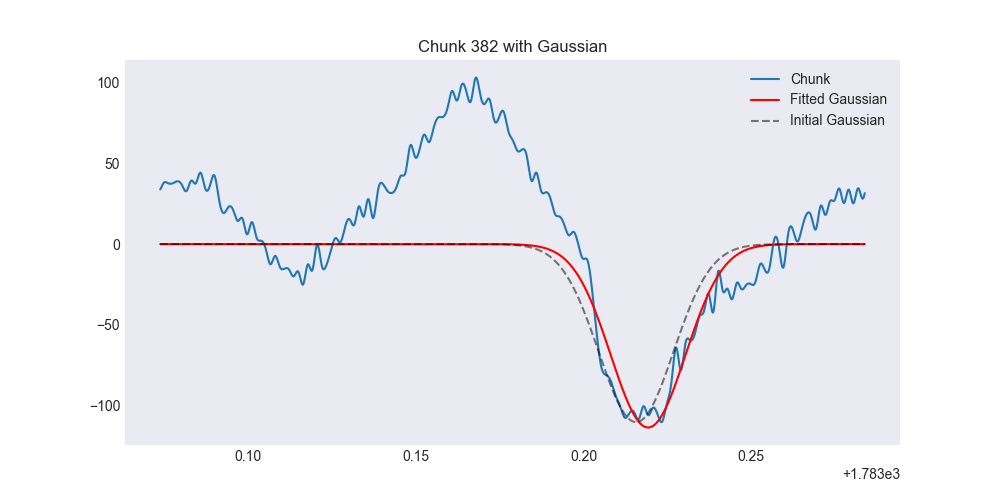 Chunk 382 with Gaussian
Chunk
Fitted Gaussian
Initial Gaussian
100
50
0
−50
−100
0.10 0.15 0.20 0.25
+1.783e3